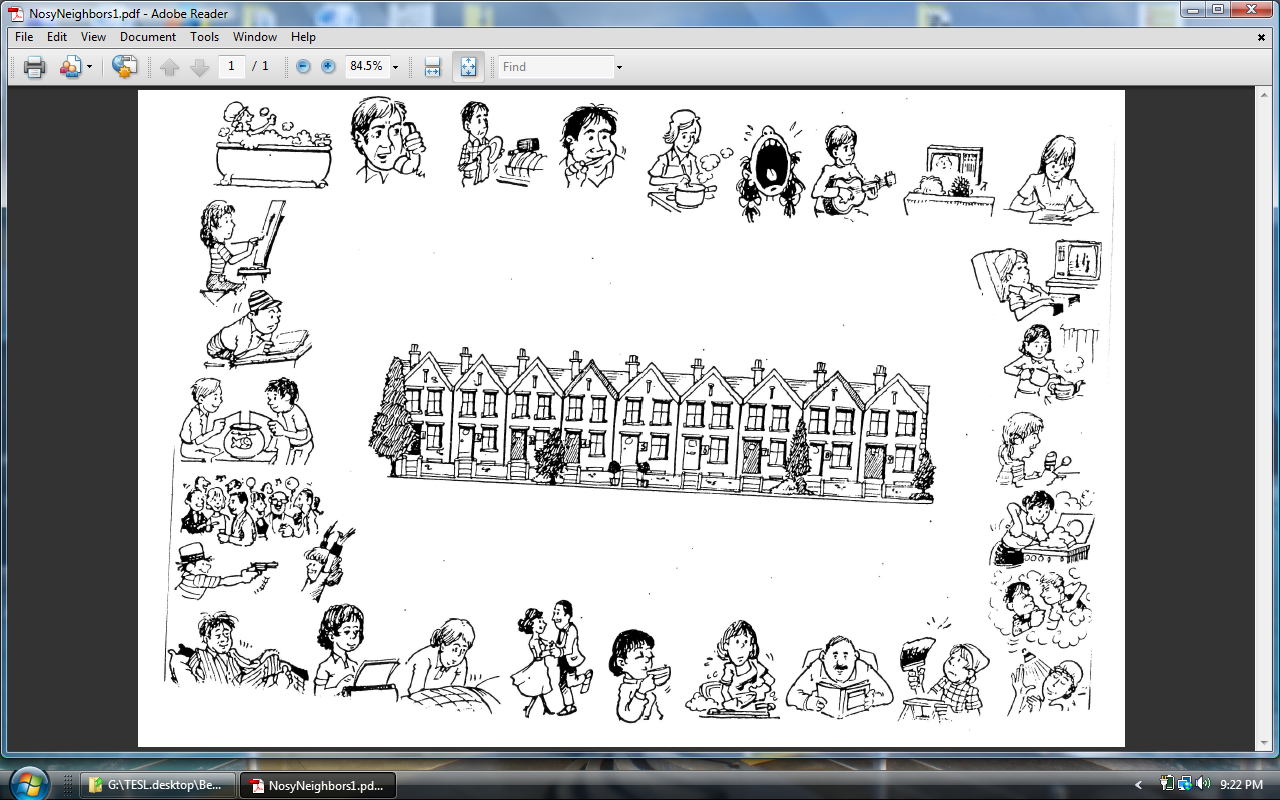 NosyNeighbors1.pdf - Adobe Reader
File Edit View Document Tools Window Help
1 / 1 84.5% Find
G:\TESL.desktop\Be... NosyNeighbors1.pd... 9:22 PM